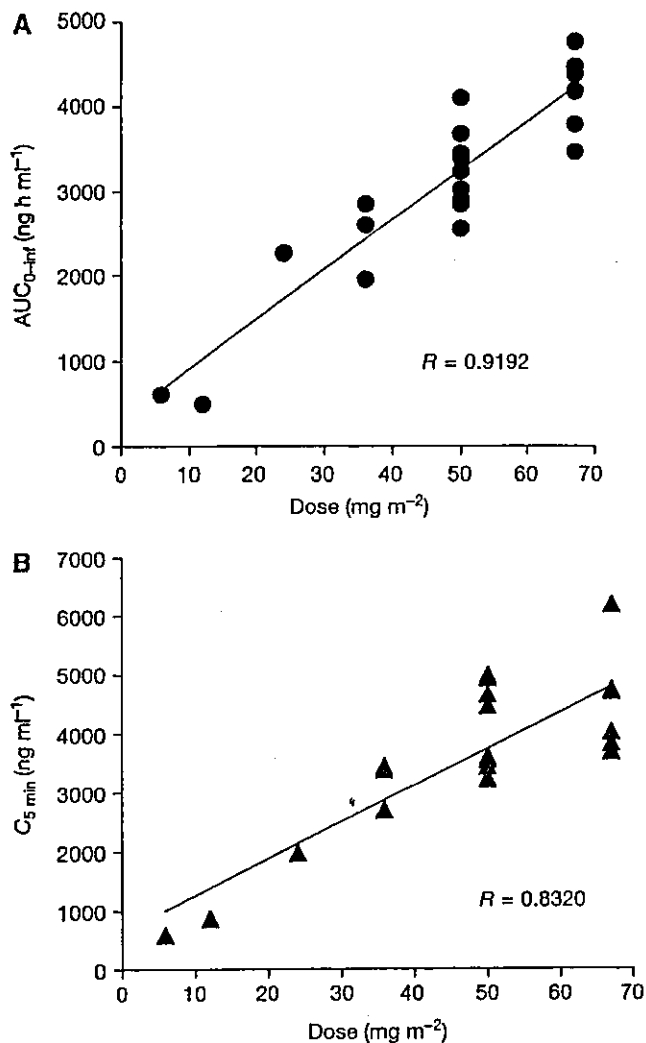 A
5000
4000
3000
2000
1000
0
AUC0–inf (ng h ml−1)
R = 0.9192
0 10 20 30 40 50 60 70
Dose (mg m−2)
B
7000
6000
5000
4000
3000
2000
1000
0
C5 min (ng ml−1)
R = 0.8320
0 10 20 30 40 50 60 70
Dose (mg m−2)